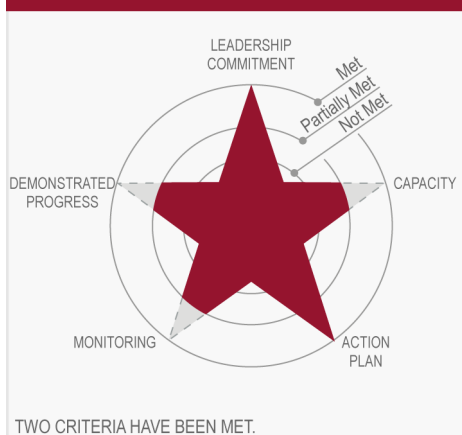 LEADERSHIP
COMMITMENT
Met
Partially Met
Not Met
DEMONSTRATED
PROGRESS
CAPACITY
MONITORING
ACTION
PLAN
TWO CRITERIA HAVE BEEN MET.